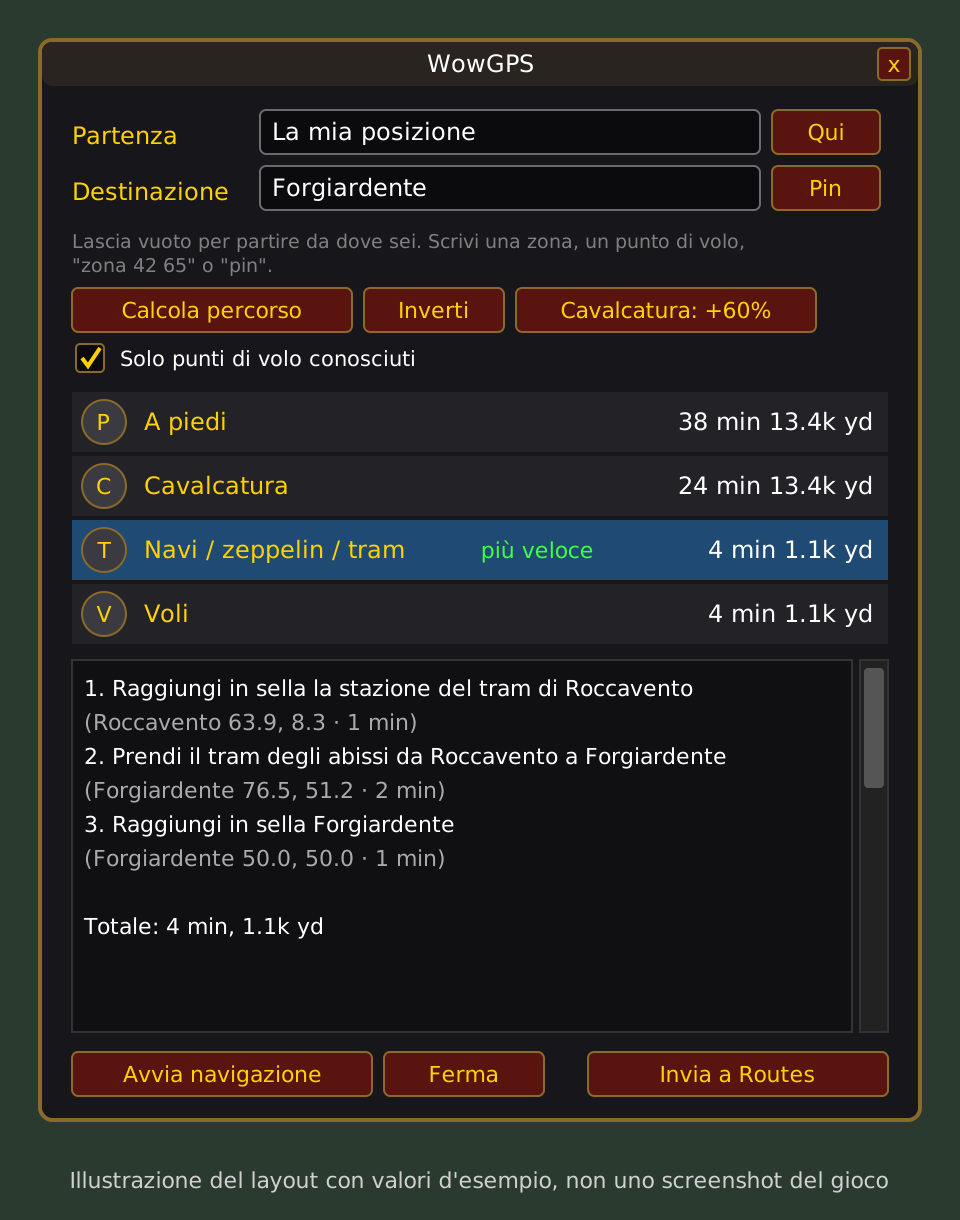 WowGPS
x
Partenza
La mia posizione
Qui
Destinazione
Forgiardente
Pin
Lascia vuoto per partire da dove sei. Scrivi una zona, un punto di volo,
"zona 42 65" o "pin".
Calcola percorso
Inverti
Cavalcatura: +60%
Solo punti di volo conosciuti
P A piedi 38 min 13.4k yd
C Cavalcatura 24 min 13.4k yd
T Navi / zeppelin / tram più veloce 4 min 1.1k yd
V Voli 4 min 1.1k yd
1. Raggiungi in sella la stazione del tram di Roccavento
(Roccavento 63.9, 8.3 · 1 min)
2. Prendi il tram degli abissi da Roccavento a Forgiardente
(Forgiardente 76.5, 51.2 · 2 min)
3. Raggiungi in sella Forgiardente
(Forgiardente 50.0, 50.0 · 1 min)
Totale: 4 min, 1.1k yd
Avvia navigazione
Ferma
Invia a Routes
Illustrazione del layout con valori d'esempio, non uno screenshot del gioco